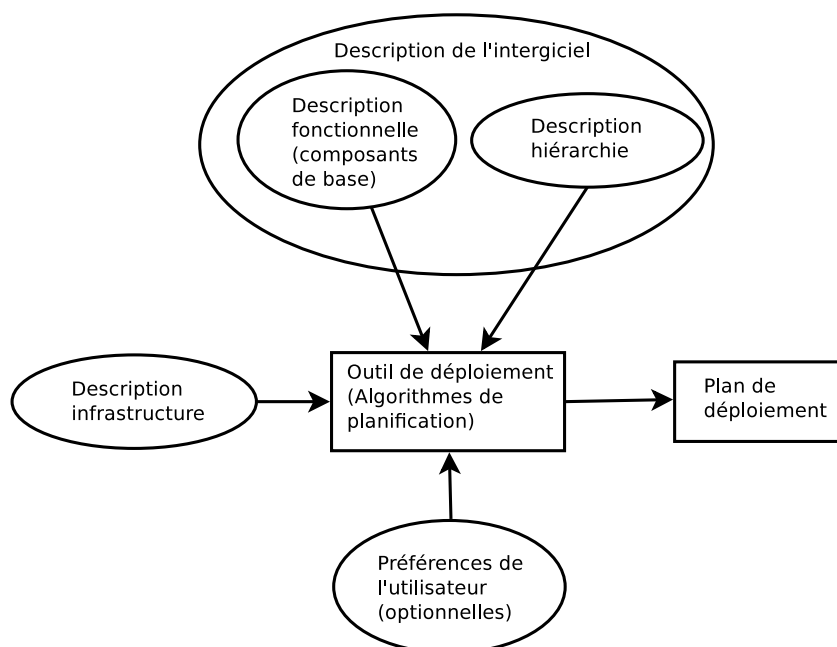 Description de l'intergiciel
Description
fonctionnelle
(composants
de base)
Description
hiérarchie
Outil de déploiement
(Algorithmes de
planification)
Plan de
déploiement
Description
infrastructure
Préférences de
l'utilisateur
(optionnelles)